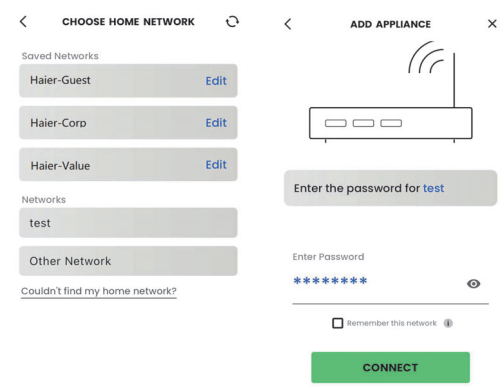 CHOOSE HOME NETWORK
Saved Networks
Haier-Guest Edit
Haier-Corp Edit
Haier-Value Edit
Networks
test
Other Network
Couldn't find my home network?
ADD APPLIANCE
Enter the password for test
Enter Password
********
Remember this network i
CONNECT